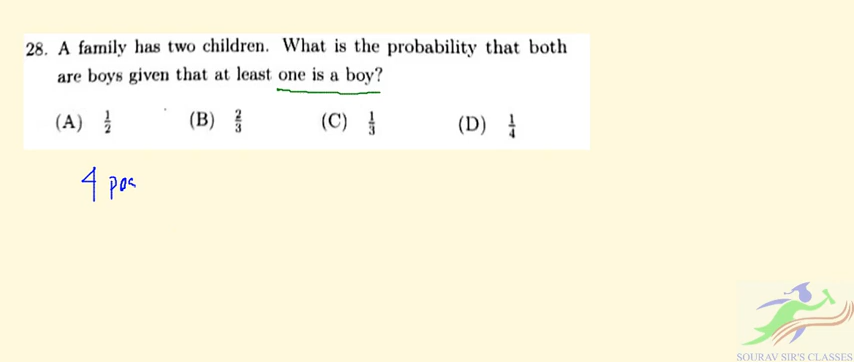 28. A family has two children. What is the probability that both
are boys given that at least one is a boy?
(A) 1/2 (B) 2/3 (C) 1/3 (D) 1/4
4 pos
SOURAV SIR'S CLASSES